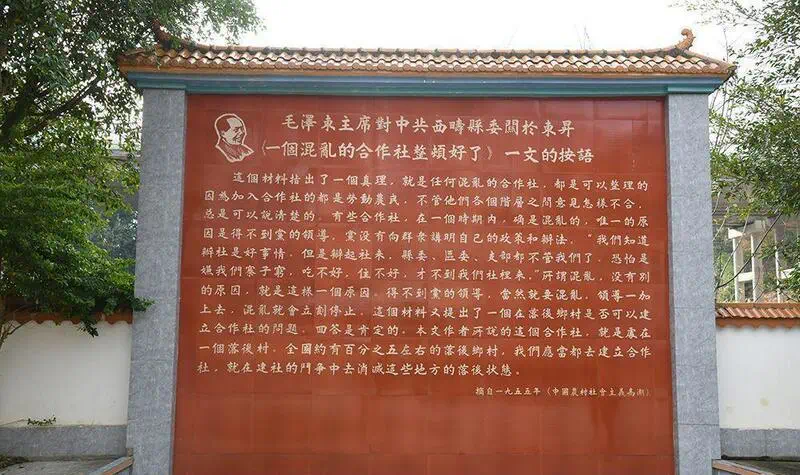 毛澤東主席對中共西疇縣委關於東昇
《一個混亂的合作社整頓好了》一文的按語
這個材料指出了一個真理，就是任何混亂的合作社，都是可以整理的
因為加入合作社的都是勞動農民，不管他們各個階層之間意見怎樣不合，
總是可以說清楚的，有些合作社，在一個時期內，确是混亂的，唯一的原
因是得不到黨的領導，黨没有向群衆講明自己的政策和辦法，"我們知道
辦社是好事情，但是辦起社來，縣委、區委、支部都不管我們了，恐怕是
嫌我們寨子窮，吃不好，住不好，才不到我們社裡來。"所謂混亂，没有別
的原因，就是這樣一個原因，得不到黨的領導，當然就要混亂，領導一加
上去，混亂就會立刻停止，這個材料又提出了一個在落後鄉村是否可以建
立合作社的問題，回答是肯定的，本文作者所說的這個合作社，就是處在
一個落後村，全國約有百分之五左右的落後鄉村，我們應當都去建立合作
社，就在建社的鬥爭中去消滅這些地方的落後狀態。
摘自一九五五年《中國農村社會主義高潮》